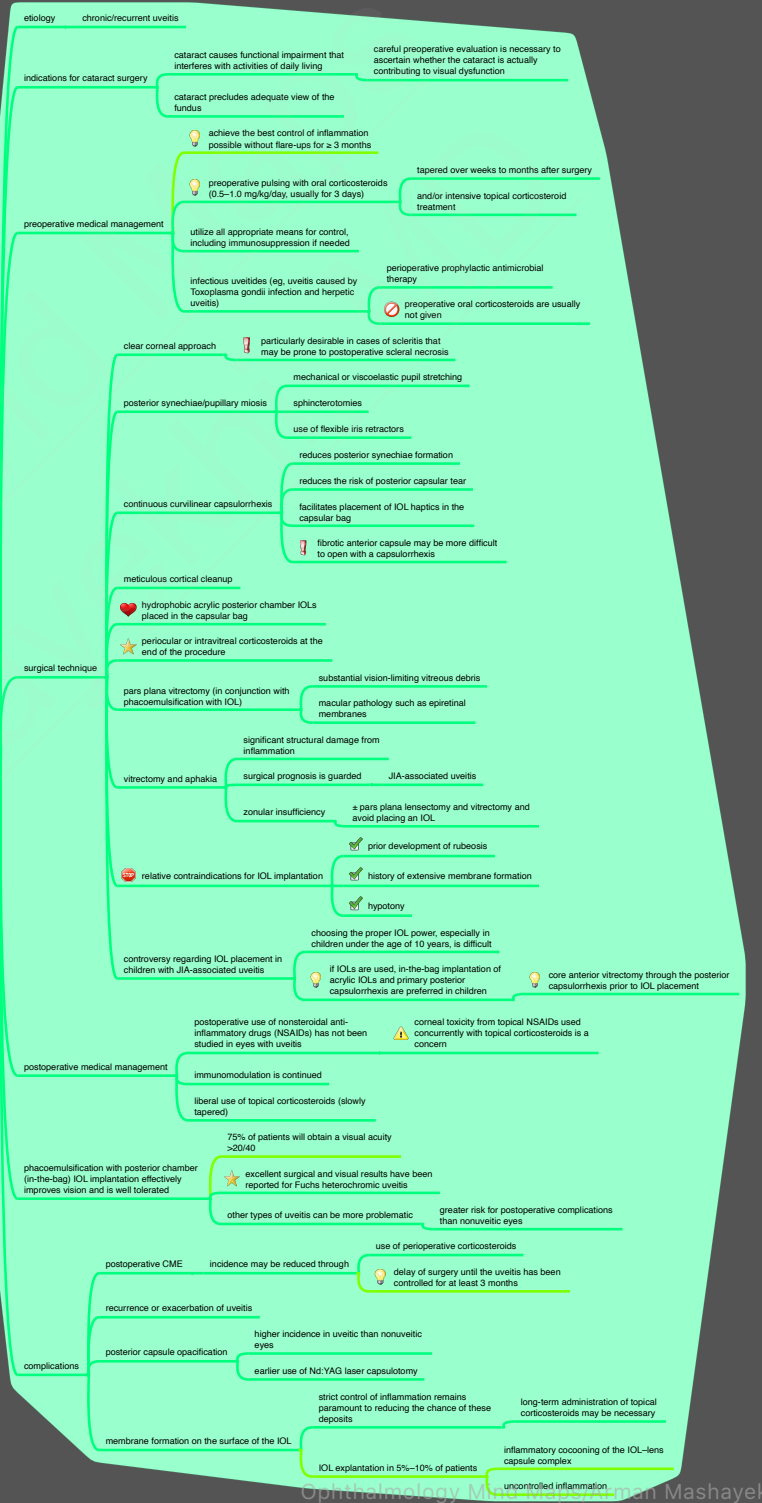 etiology
chronic/recurrent uveitis
indications for cataract surgery
cataract causes functional impairment that
interferes with activities of daily living
careful preoperative evaluation is necessary to
ascertain whether the cataract is actually
contributing to visual dysfunction
cataract precludes adequate view of the
fundus
preoperative medical management
achieve the best control of inflammation
possible without flare-ups for ≥ 3 months
preoperative pulsing with oral corticosteroids
(0.5–1.0 mg/kg/day, usually for 3 days)
tapered over weeks to months after surgery
and/or intensive topical corticosteroid
treatment
utilize all appropriate means for control,
including immunosuppression if needed
infectious uveitides (eg, uveitis caused by
Toxoplasma gondii infection and herpetic
uveitis)
perioperative prophylactic antimicrobial
therapy
preoperative oral corticosteroids are usually
not given
surgical technique
clear corneal approach
particularly desirable in cases of scleritis that
may be prone to postoperative scleral necrosis
posterior synechiae/pupillary miosis
mechanical or viscoelastic pupil stretching
sphincterotomies
use of flexible iris retractors
continuous curvilinear capsulorrhexis
reduces posterior synechiae formation
reduces the risk of posterior capsular tear
facilitates placement of IOL haptics in the
capsular bag
fibrotic anterior capsule may be more difficult
to open with a capsulorrhexis
meticulous cortical cleanup
hydrophobic acrylic posterior chamber IOLs
placed in the capsular bag
periocular or intravitreal corticosteroids at the
end of the procedure
pars plana vitrectomy (in conjunction with
phacoemulsification with IOL)
substantial vision-limiting vitreous debris
macular pathology such as epiretinal
membranes
vitrectomy and aphakia
significant structural damage from
inflammation
surgical prognosis is guarded
JIA-associated uveitis
zonular insufficiency
± pars plana lensectomy and vitrectomy and
avoid placing an IOL
STOP
relative contraindications for IOL implantation
prior development of rubeosis
history of extensive membrane formation
hypotony
controversy regarding IOL placement in
children with JIA-associated uveitis
choosing the proper IOL power, especially in
children under the age of 10 years, is difficult
if IOLs are used, in-the-bag implantation of
acrylic IOLs and primary posterior
capsulorrhexis are preferred in children
core anterior vitrectomy through the posterior
capsulorrhexis prior to IOL placement
postoperative medical management
postoperative use of nonsteroidal anti-
inflammatory drugs (NSAIDs) has not been
studied in eyes with uveitis
corneal toxicity from topical NSAIDs used
concurrently with topical corticosteroids is a
concern
immunomodulation is continued
liberal use of topical corticosteroids (slowly
tapered)
phacoemulsification with posterior chamber
(in-the-bag) IOL implantation effectively
improves vision and is well tolerated
75% of patients will obtain a visual acuity
>20/40
excellent surgical and visual results have been
reported for Fuchs heterochromic uveitis
other types of uveitis can be more problematic
greater risk for postoperative complications
than nonuveitic eyes
complications
postoperative CME
incidence may be reduced through
use of perioperative corticosteroids
delay of surgery until the uveitis has been
controlled for at least 3 months
recurrence or exacerbation of uveitis
posterior capsule opacification
higher incidence in uveitic than nonuveitic
eyes
earlier use of Nd:YAG laser capsulotomy
membrane formation on the surface of the IOL
strict control of inflammation remains
paramount to reducing the chance of these
deposits
long-term administration of topical
corticosteroids may be necessary
IOL explantation in 5%–10% of patients
inflammatory cocooning of the IOL–lens
capsule complex
uncontrolled inflammation
Ophthalmology Mind Maps/Arman Mashayek